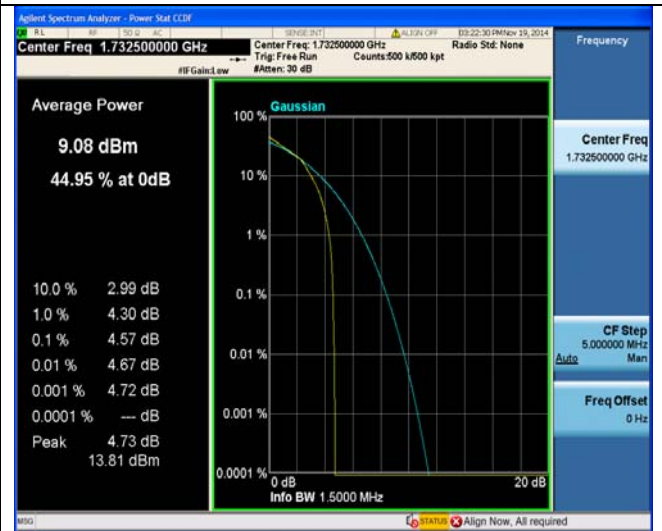 Agilent Spectrum Analyzer - Power Stat CCDF
RL RF 50 Ω AC SENSE:INT ALIGN OFF 03:22:30 PM Nov 19, 2014
Center Freq 1.732500000 GHz
Center Freq: 1.732500000 GHz Radio Std: None
Trig: Free Run Counts:500 k/500 kpt
#IFGain:Low #Atten: 30 dB
Frequency
Average Power
9.08 dBm
44.95 % at 0dB
10.0 % 2.99 dB
1.0 % 4.30 dB
0.1 % 4.57 dB
0.01 % 4.67 dB
0.001 % 4.72 dB
0.0001 % --- dB
Peak 4.73 dB
13.81 dBm
Gaussian
100 %
10 %
1 %
0.1 %
0.01 %
0.001 %
0.0001 %
0 dB 20 dB
Info BW 1.5000 MHz
Center Freq
1.732500000 GHz
CF Step
5.000000 MHz
Auto Man
Freq Offset
0 Hz
MSG STATUS Align Now, All required